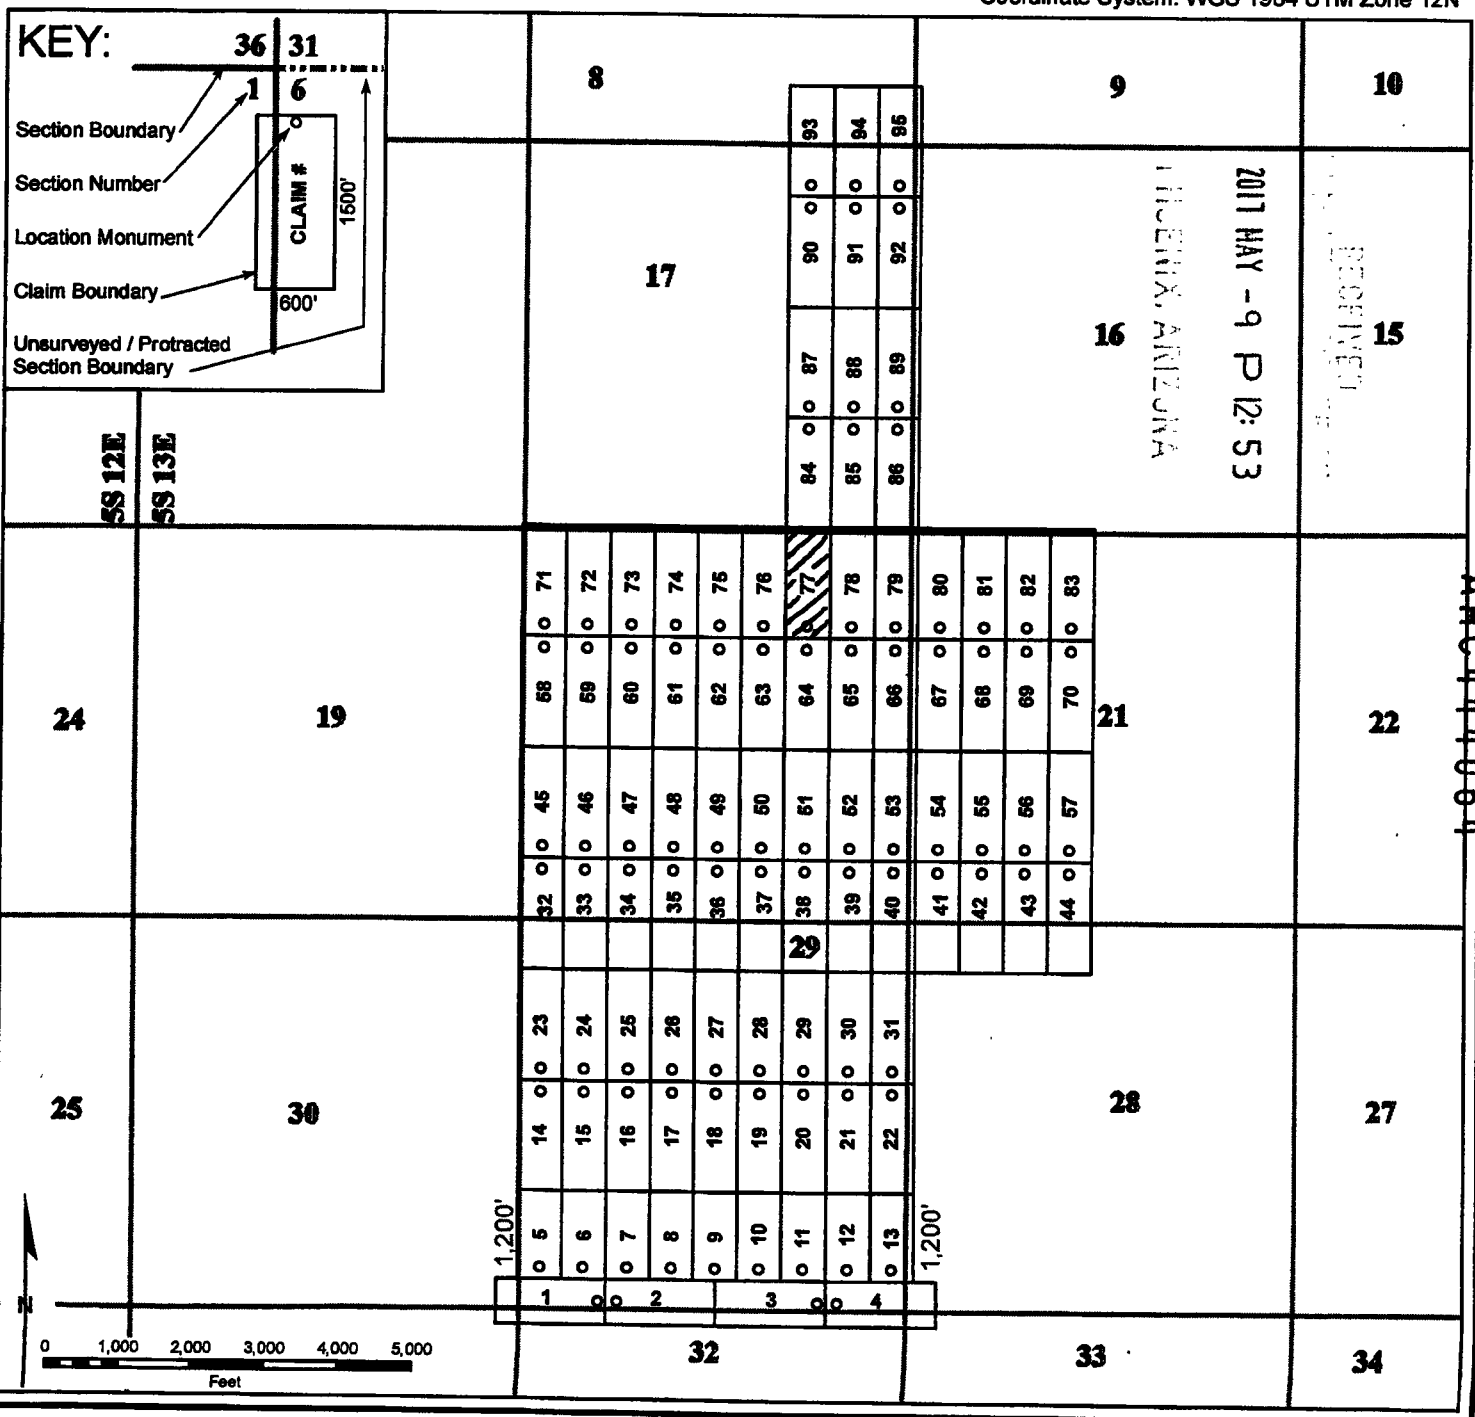 Coordinate System: WGS 1984 UTM Zone 12N
KEY:
36 31
1 6
Section Boundary
Section Number
Location Monument
Claim Boundary
Unsurveyed / Protracted
Section Boundary
CLAIM #
1500'
600'
8 9 10
93 94 95
17 16 15
90 91 92
87 88 89
84 85 86
RECEIVED
2017 MAY -9 P 12: 53
PHOENIX, ARIZONA
5S 12E
5S 13E
71 72 73 74 75 76 77 78 79 80 81 82 83
58 59 60 61 62 63 64 65 66 67 68 69 70
24 19 21 22
45 46 47 48 49 50 51 52 53 54 55 56 57
32 33 34 35 36 37 38 39 40 41 42 43 44
29
23 24 25 26 27 28 29 30 31
25 30 28 27
14 15 16 17 18 19 20 21 22
1,200' 5 6 7 8 9 10 11 12 13 1,200'
1 2 3 4
N
0 1,000 2,000 3,000 4,000 5,000
Feet
32 33 34